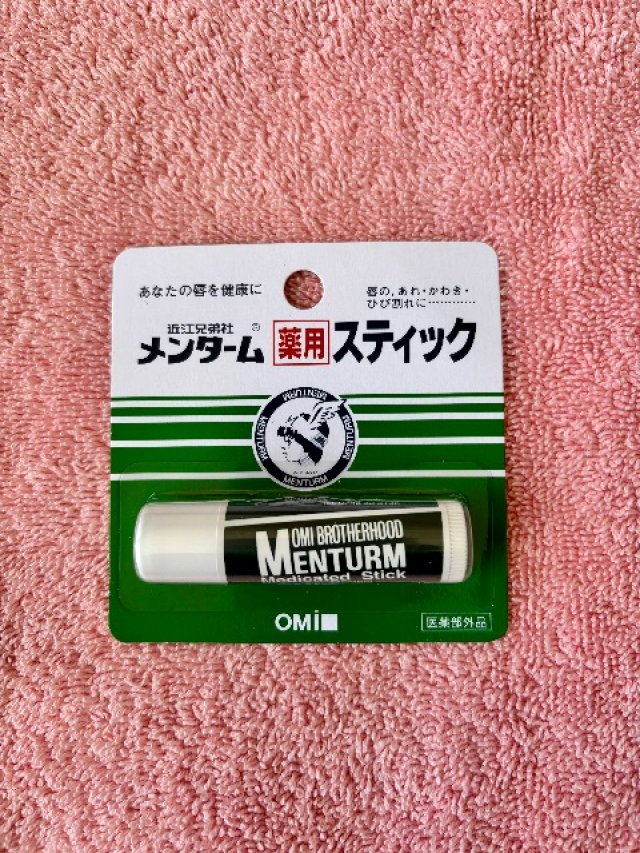 あなたの唇を健康に
唇の、あれ・かわき・
ひび割れに…………
近江兄弟社
メンターム®
薬用
スティック
MENTURM
MENTURM
MENTURM
MENTURM
OMI BROTHERHOOD
MENTURM
Medicated Stick
OMI
医薬部外品